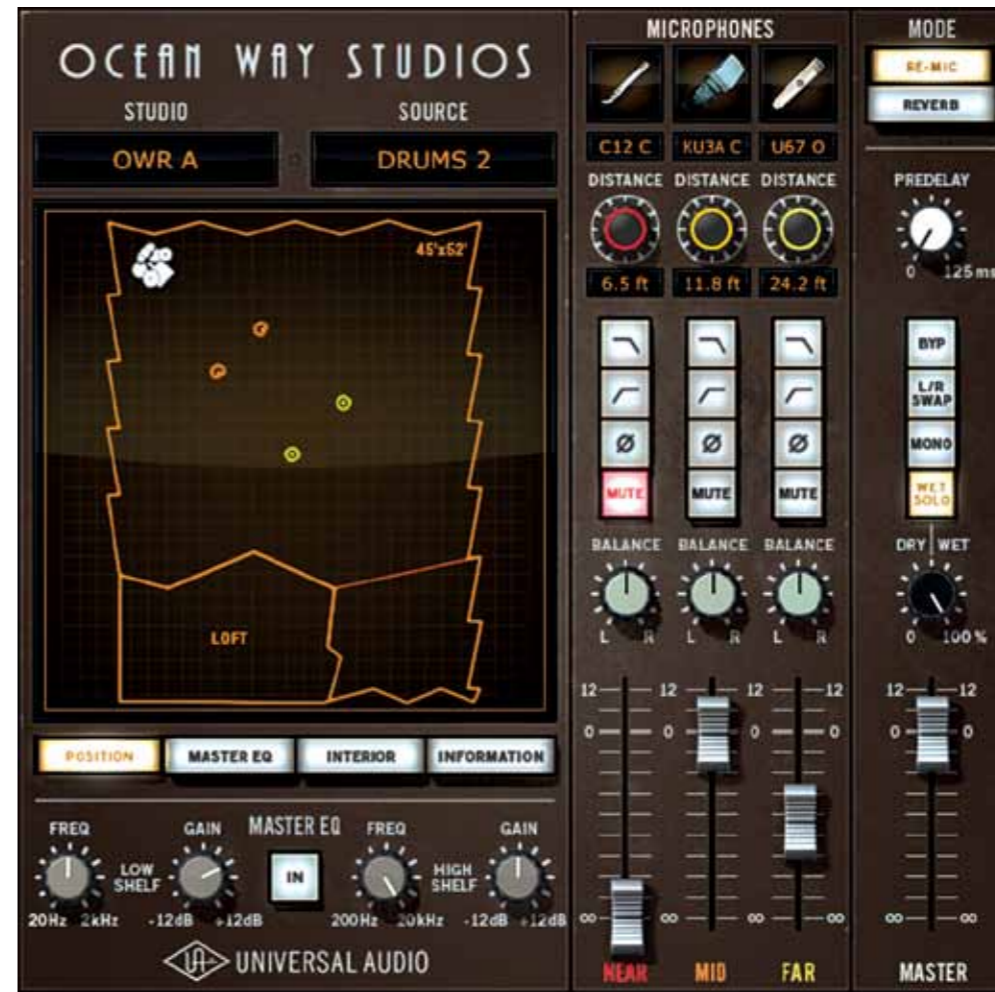 OCEAN WAY STUDIOS
STUDIO SOURCE
OWR A DRUMS 2
45'x52'
LOFT
POSITION MASTER EQ INTERIOR INFORMATION
FREQ GAIN MASTER EQ FREQ GAIN
LOW SHELF IN HIGH SHELF
20Hz 2kHz -12dB +12dB 200Hz 20kHz -12dB +12dB
UA UNIVERSAL AUDIO
MICROPHONES
C12 C KU3A C U67 O
DISTANCE DISTANCE DISTANCE
6.5 ft 11.8 ft 24.2 ft
Ø Ø Ø
MUTE MUTE MUTE
BALANCE BALANCE BALANCE
L R L R L R
12 12 12 12
0 0 0 0
∞ ∞ ∞ ∞
NEAR MID FAR
MODE
RE-MIC
REVERB
PREDELAY
0 125 ms
BYP
L/R
SWAP
MONO
WET
SOLO
DRY WET
0 100%
12 12
0 0
∞ ∞
MASTER